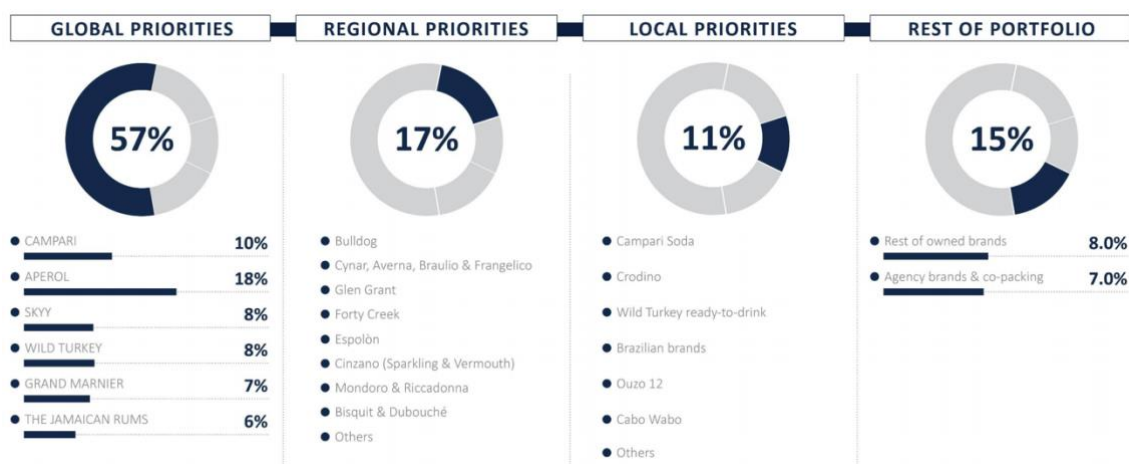 GLOBAL PRIORITIES
57%
CAMPARI 10%
APEROL 18%
SKYY 8%
WILD TURKEY 8%
GRAND MARNIER 7%
THE JAMAICAN RUMS 6%
REGIONAL PRIORITIES
17%
Bulldog
Cynar, Averna, Braulio & Frangelico
Glen Grant
Forty Creek
Espolòn
Cinzano (Sparkling & Vermouth)
Mondoro & Riccadonna
Bisquit & Dubouché
Others
LOCAL PRIORITIES
11%
Campari Soda
Crodino
Wild Turkey ready-to-drink
Brazilian brands
Ouzo 12
Cabo Wabo
Others
REST OF PORTFOLIO
15%
Rest of owned brands 8.0%
Agency brands & co-packing 7.0%